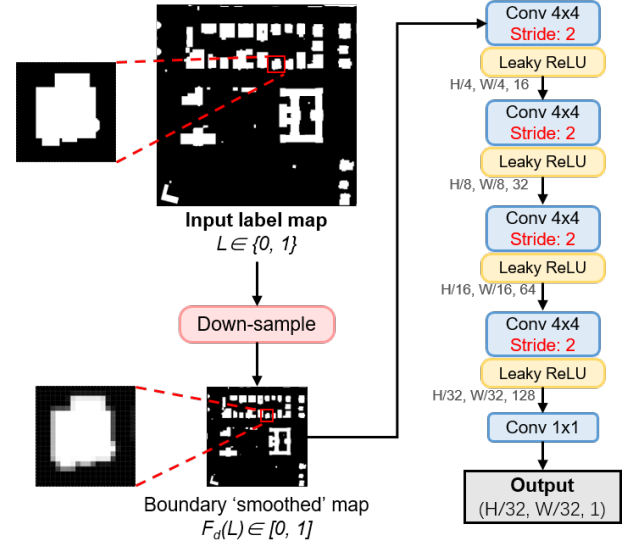 Input label map
L ∈ {0, 1}
Down-sample
Boundary ‘smoothed’ map
F_d(L) ∈ [0, 1]
Conv 4x4
Stride: 2
Leaky ReLU
H/4, W/4, 16
Conv 4x4
Stride: 2
Leaky ReLU
H/8, W/8, 32
Conv 4x4
Stride: 2
Leaky ReLU
H/16, W/16, 64
Conv 4x4
Stride: 2
Leaky ReLU
H/32, W/32, 128
Conv 1x1
Output
(H/32, W/32, 1)